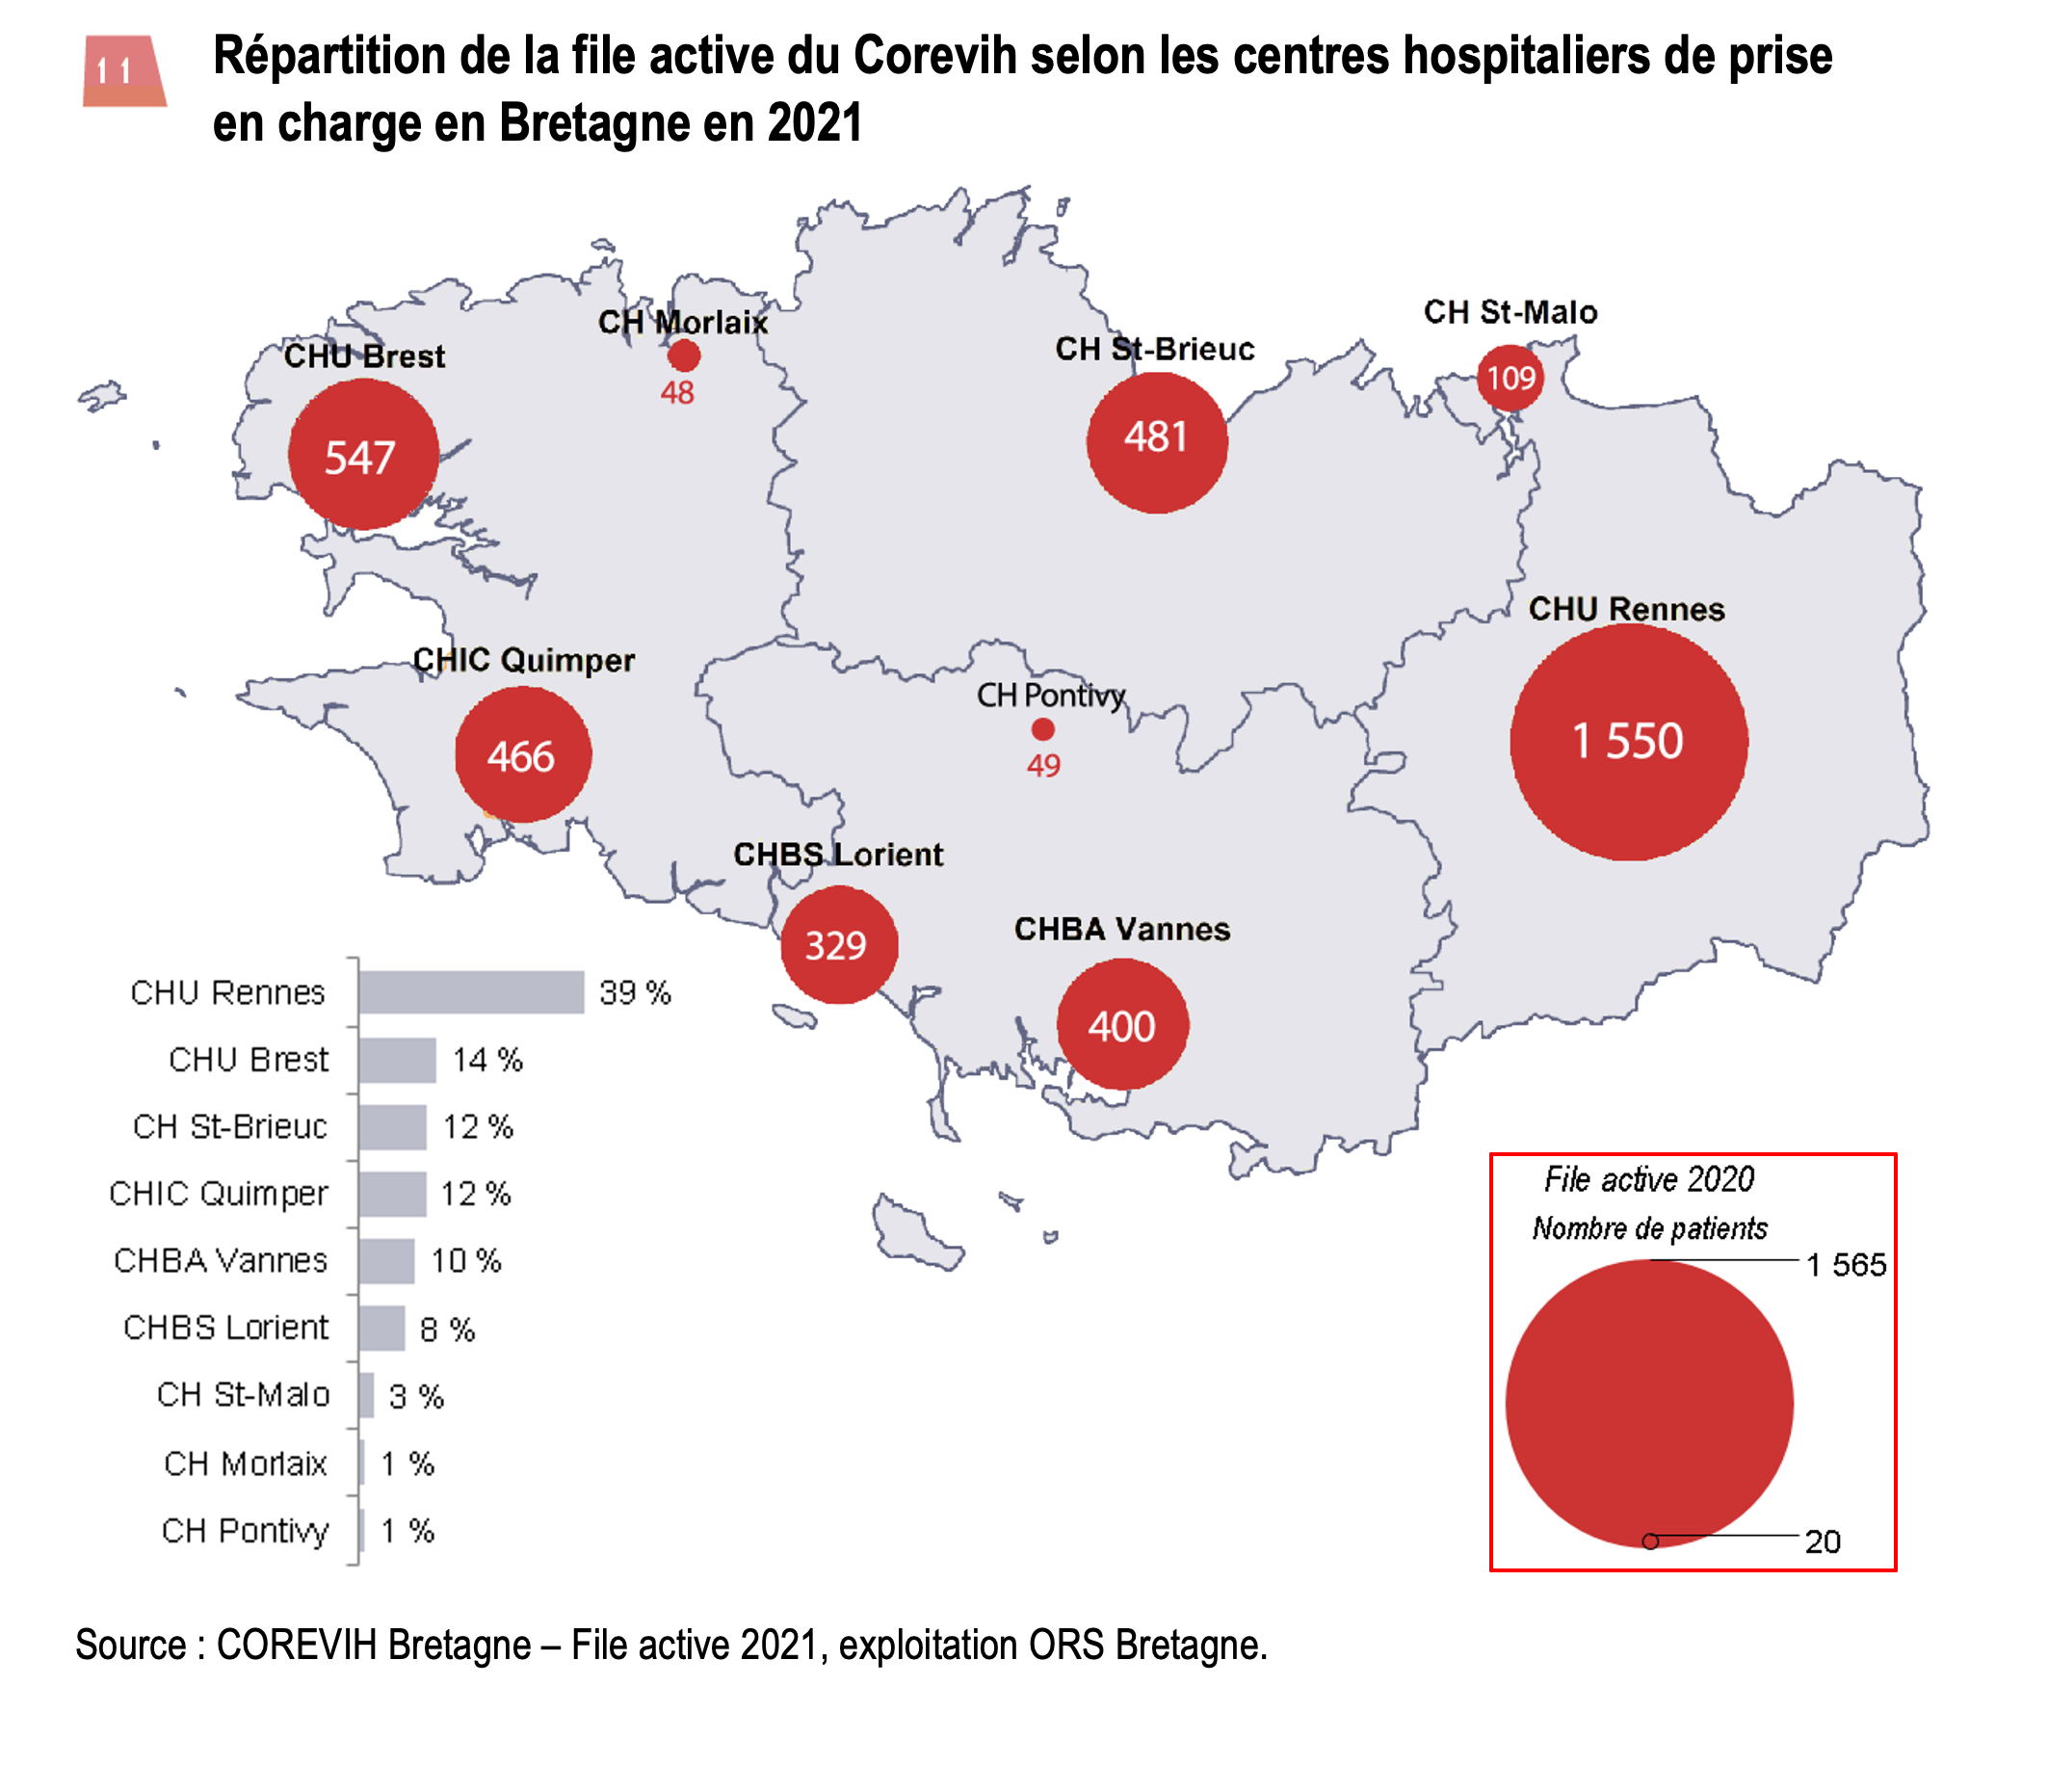 11
Répartition de la file active du Corevih selon les centres hospitaliers de prise
en charge en Bretagne en 2021
CH St-Malo
109
CH Morlaix
48
CHU Brest
547
CH St-Brieuc
481
CHU Rennes
1 550
CHIC Quimper
466
CH Pontivy
49
CHBS Lorient
329
CHBA Vannes
400
CHU Rennes 39 %
CHU Brest 14 %
CH St-Brieuc 12 %
CHIC Quimper 12 %
CHBA Vannes 10 %
CHBS Lorient 8 %
CH St-Malo 3 %
CH Morlaix 1 %
CH Pontivy 1 %
File active 2020
Nombre de patients
1 565
20
Source : COREVIH Bretagne – File active 2021, exploitation ORS Bretagne.